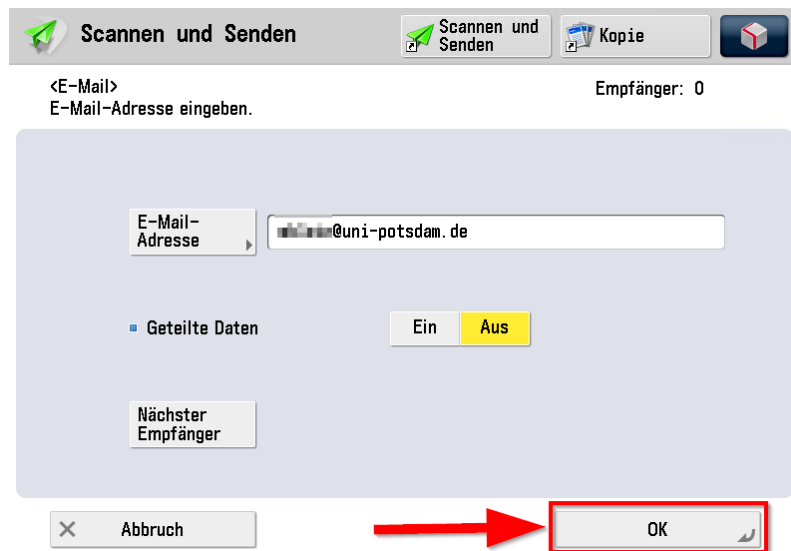 Scannen und Senden
Scannen und
Senden
Kopie
<E-Mail>
E-Mail-Adresse eingeben.
Empfänger: 0
E-Mail-
Adresse
@uni-potsdam.de
Geteilte Daten
Ein
Aus
Nächster
Empfänger
Abbruch
OK